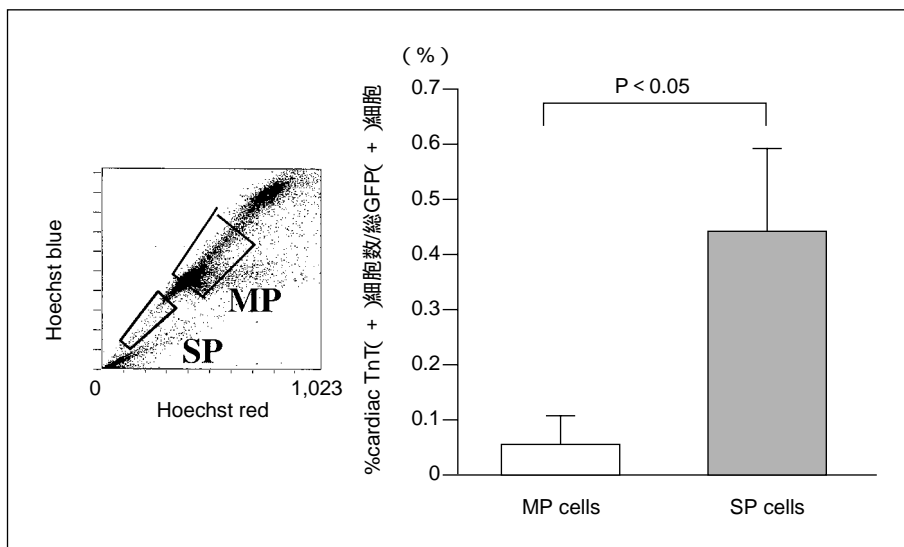 Hoechst blue
MP
SP
0
1,023
Hoechst red
(%)
%cardiac TnT(+)細胞数/総GFP(+)細胞
0.7
0.6
0.5
0.4
0.3
0.2
0.1
0
P<0.05
MP cells
SP cells